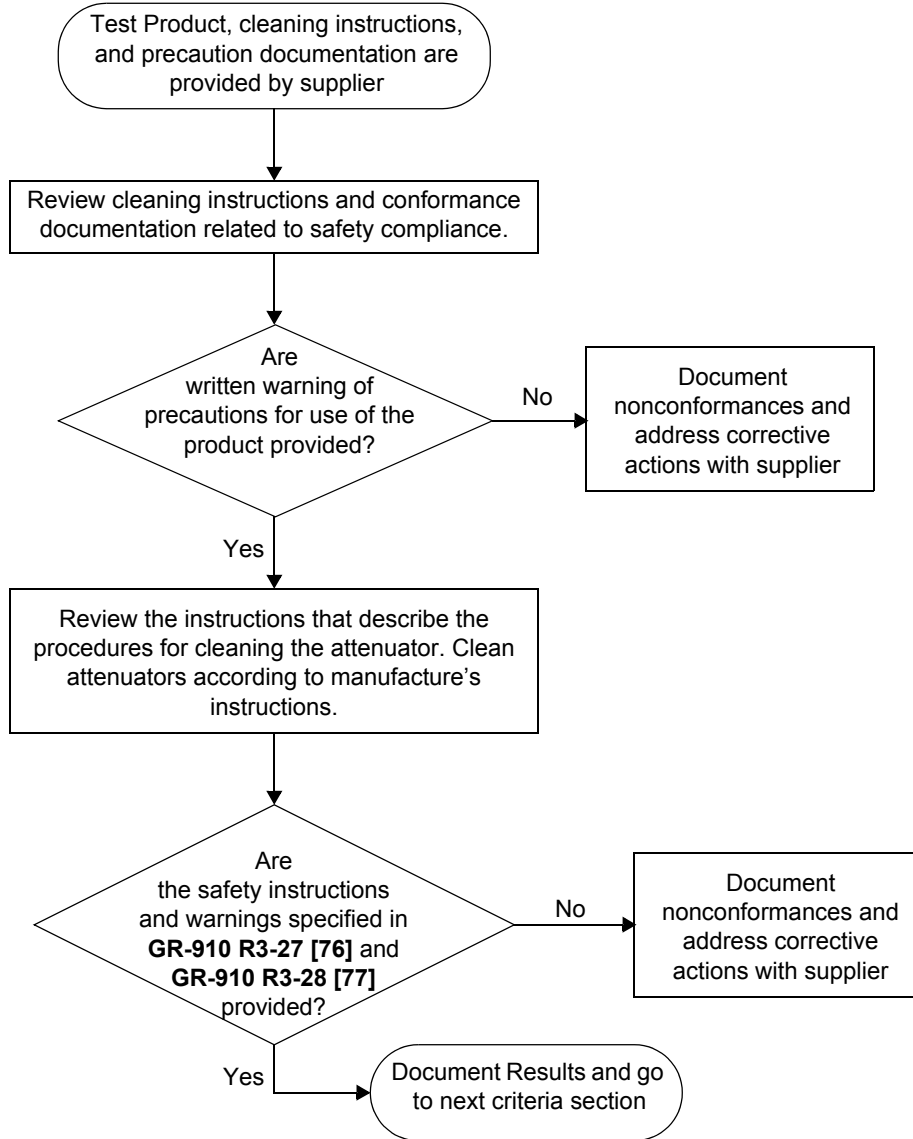 Test Product, cleaning instructions,
and precaution documentation are
provided by supplier
Review cleaning instructions and conformance
documentation related to safety compliance.
Are
written warning of
precautions for use of the
product provided?
No
Document
nonconformances and
address corrective
actions with supplier
Yes
Review the instructions that describe the
procedures for cleaning the attenuator. Clean
attenuators according to manufacture’s
instructions.
Are
the safety instructions
and warnings specified in
GR-910 R3-27 [76] and
GR-910 R3-28 [77]
provided?
No
Document
nonconformances and
address corrective
actions with supplier
Yes
Document Results and go
to next criteria section